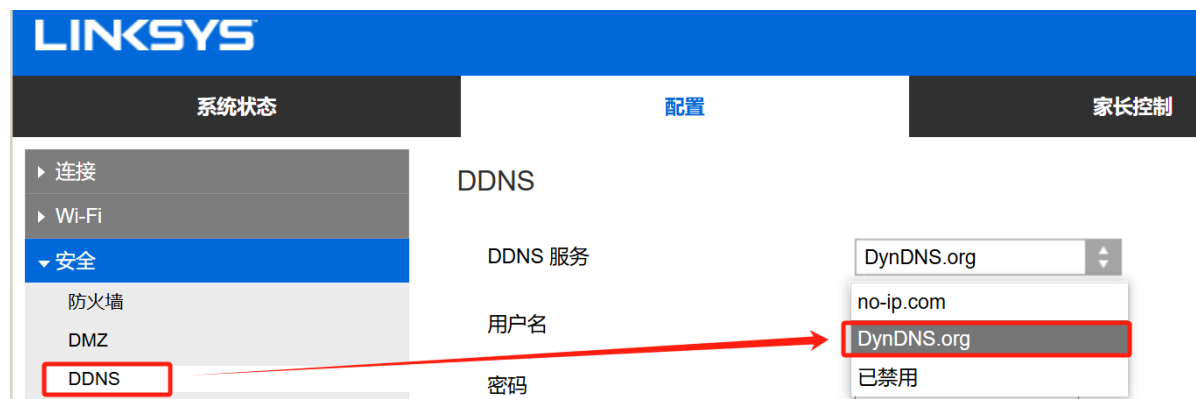 LINKSYS
系统状态 配置 家长控制
连接
Wi-Fi
安全
防火墙
DMZ
DDNS
DDNS
DDNS 服务 DynDNS.org
no-ip.com
用户名
DynDNS.org
密码
已禁用